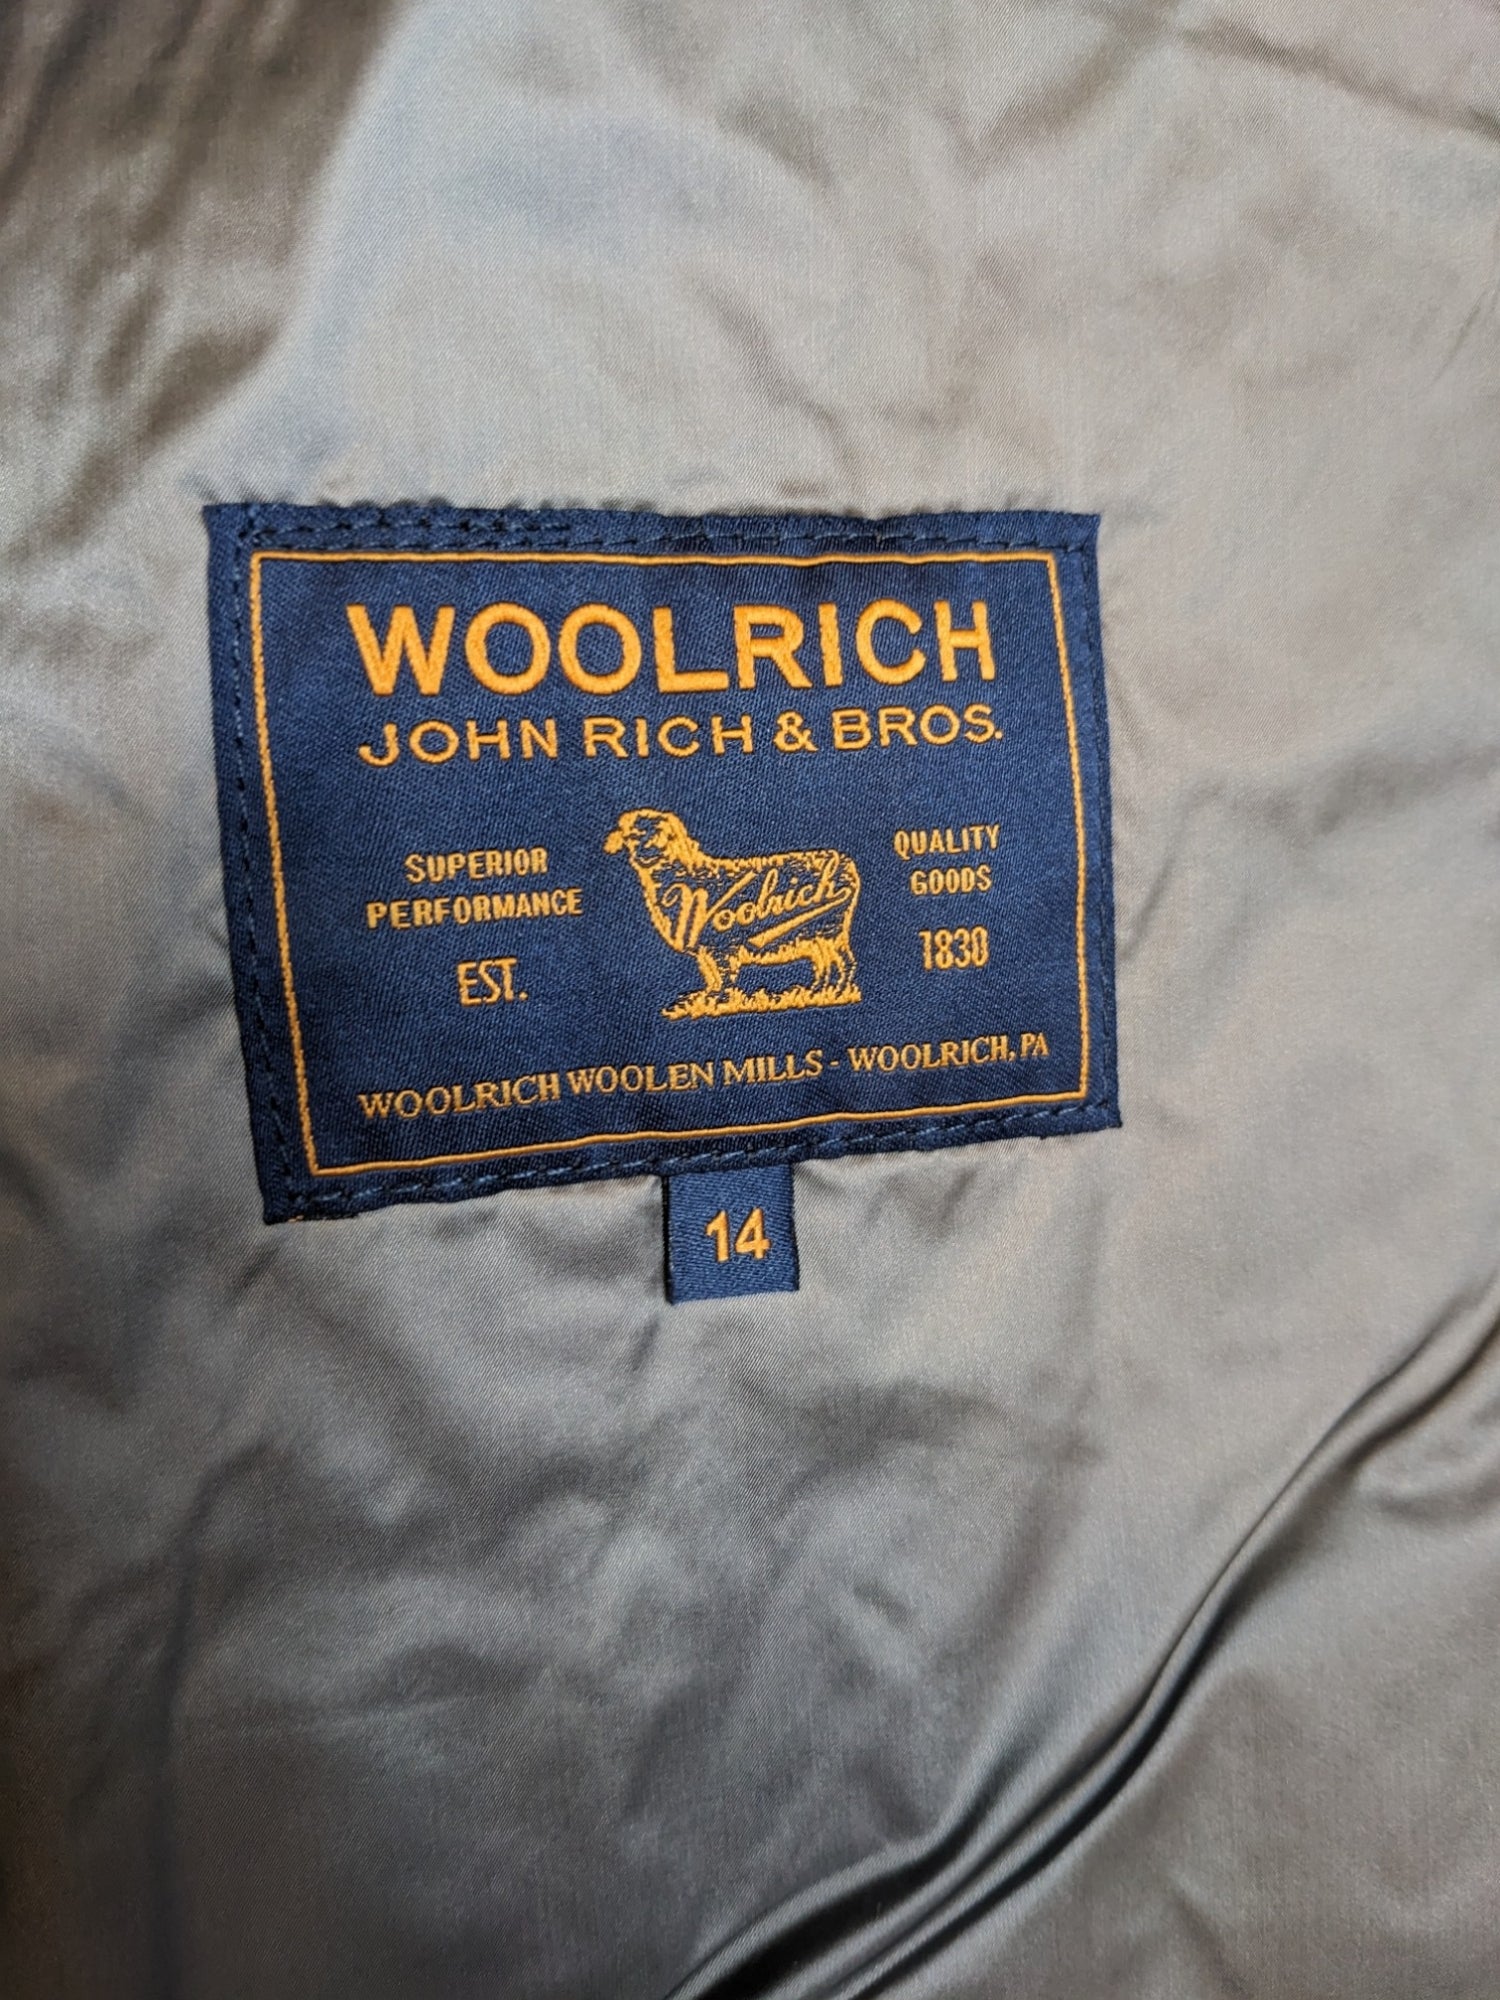 WOOLRICH
JOHN RICH & BROS.
SUPERIOR
PERFORMANCE
EST.
Woolrich
QUALITY
GOODS
1830
WOOLRICH WOOLEN MILLS - WOOLRICH, PA
14